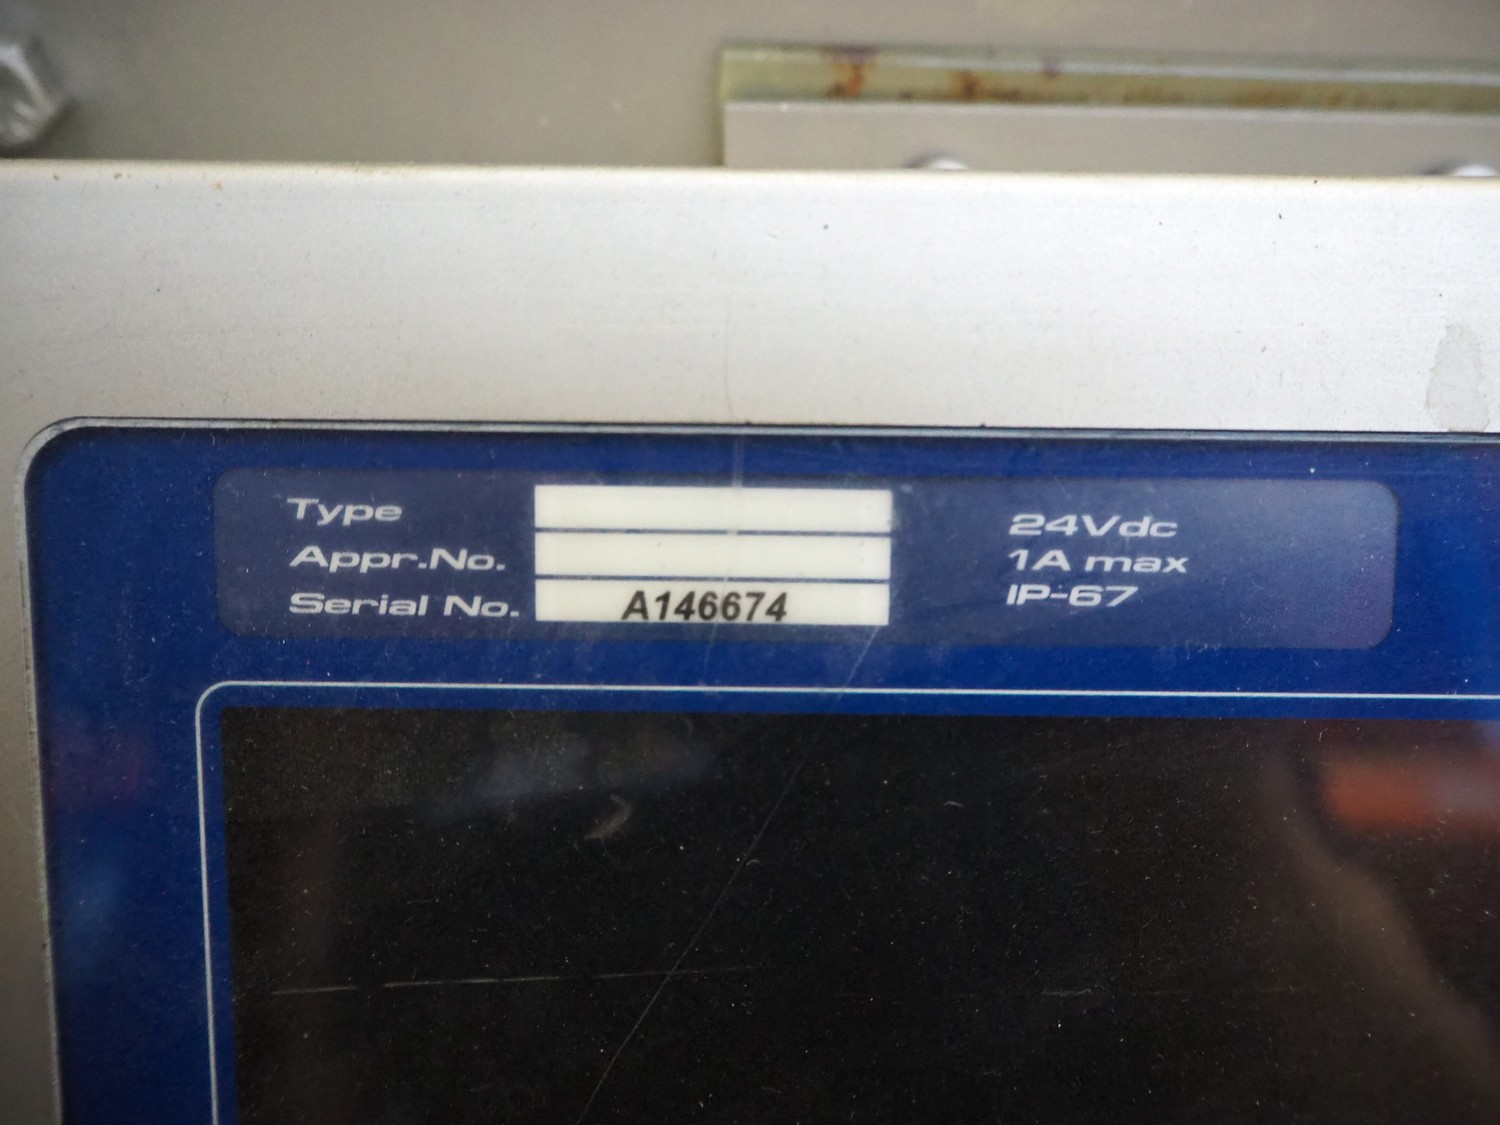 Type
Appr.No.
Serial No. A146674
24Vdc
1A max
IP-67